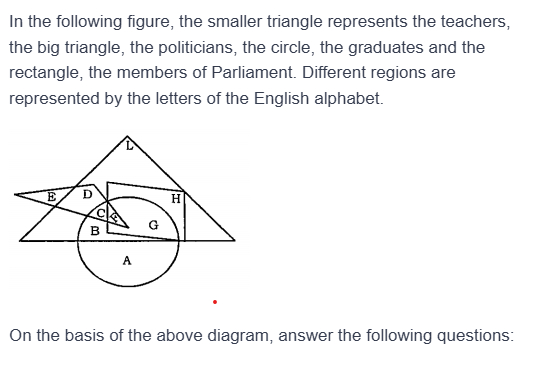 In the following figure, the smaller triangle represents the teachers,
the big triangle, the politicians, the circle, the graduates and the
rectangle, the members of Parliament. Different regions are
represented by the letters of the English alphabet.
L
E D H
C F G
B
A
On the basis of the above diagram, answer the following questions: